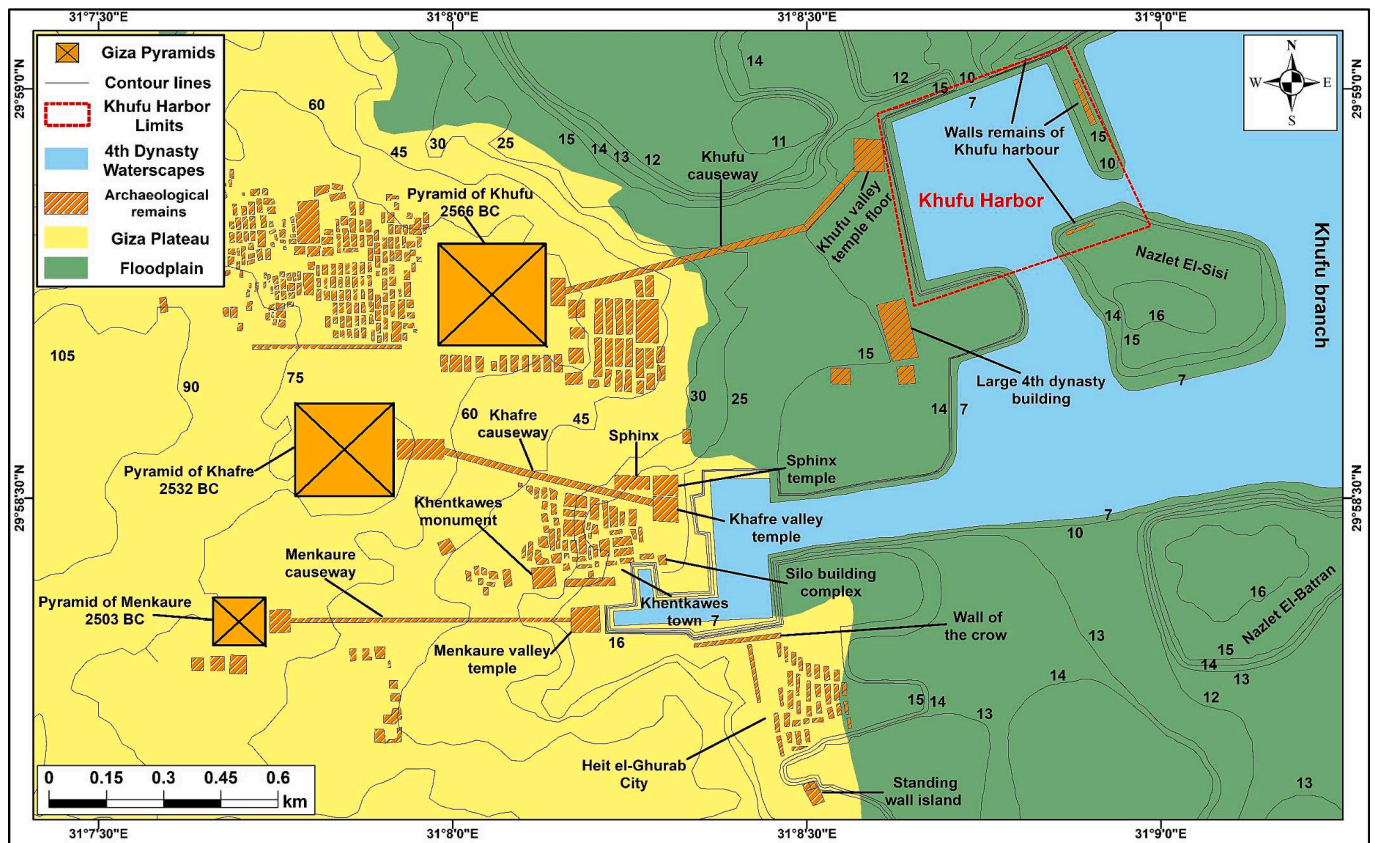 31°7'30"E
31°8'0"E
31°8'30"E
31°9'0"E
29°59'0"N
29°58'30"N
29°59'0"N
29°58'30"N
Giza Pyramids
Contour lines
Khufu Harbor
Limits
4th Dynasty
Waterscapes
Archaeological
remains
Giza Plateau
Floodplain
N
W
E
S
60
45
30
25
15
14
13
12
14
11
12
10
15
7
Walls remains of
Khufu harbour
15
10
Khufu
causeway
Pyramid of Khufu
2566 BC
Khufu valley
temple floor
Khufu Harbor
Khufu branch
Nazlet El-Sisi
14
16
15
7
105
90
75
60
45
30
25
15
14
7
Large 4th dynasty
building
Khafre
causeway
Sphinx
Sphinx
temple
Pyramid of Khafre
2532 BC
Khentkawes
monument
Khafre valley
temple
7
10
Menkaure
causeway
Silo building
complex
Pyramid of Menkaure
2503 BC
Khentkawes
town
7
16
Wall of
the crow
Menkaure valley
temple
13
16
Nazlet El-Batran
15
14
13
12
14
15
14
13
13
Heit el-Ghurab
City
Standing
wall island
0
0.15
0.3
0.45
0.6
km
31°7'30"E
31°8'0"E
31°8'30"E
31°9'0"E